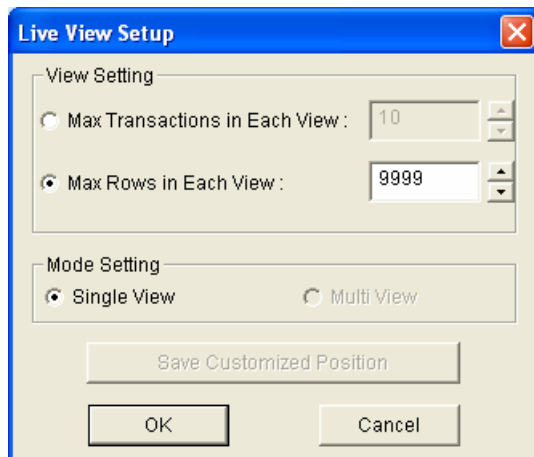 Live View Setup
View Setting
Max Transactions in Each View : 10
Max Rows in Each View : 9999
Mode Setting
Single View Multi View
Save Customized Position
OK Cancel